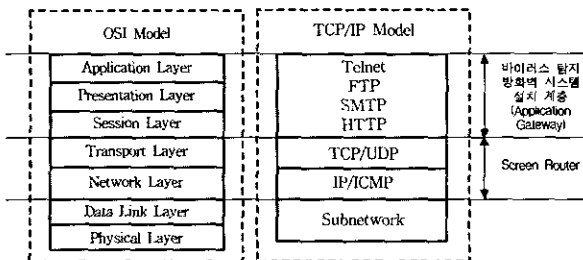 OSI Model
Application Layer
Presentation Layer
Session Layer
Transport Layer
Network Layer
Data Link Layer
Physical Layer
TCP/IP Model
Telnet
FTP
SMTP
HTTP
TCP/UDP
IP/ICMP
Subnetwork
바이러스 탐지
방화벽 시스템
설치 계층
(Application
Gateway)
Screen Router